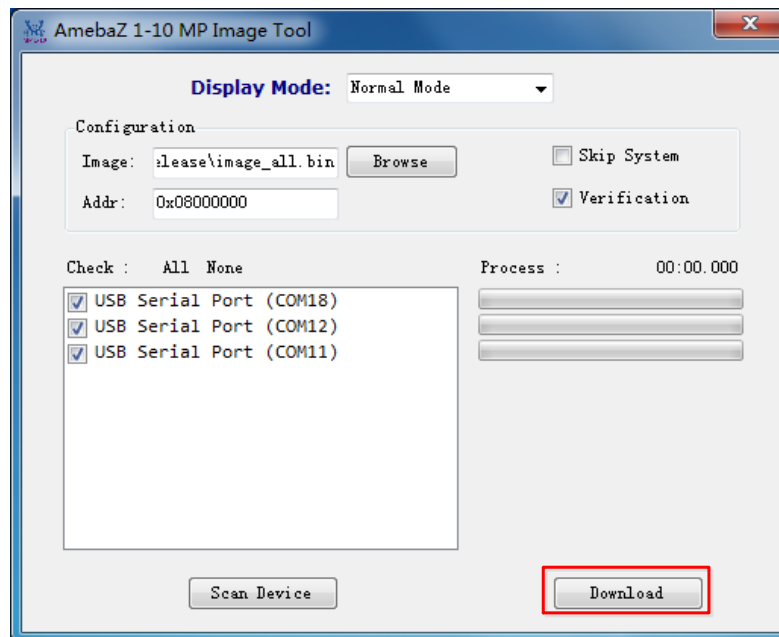 AmebaZ 1-10 MP Image Tool
Display Mode: Normal Mode
Configuration
Image: :lease\image_all.bin Browse Skip System
Addr: 0x08000000 Verification
Check : All None Process : 00:00.000
USB Serial Port (COM18)
USB Serial Port (COM12)
USB Serial Port (COM11)
Scan Device Download